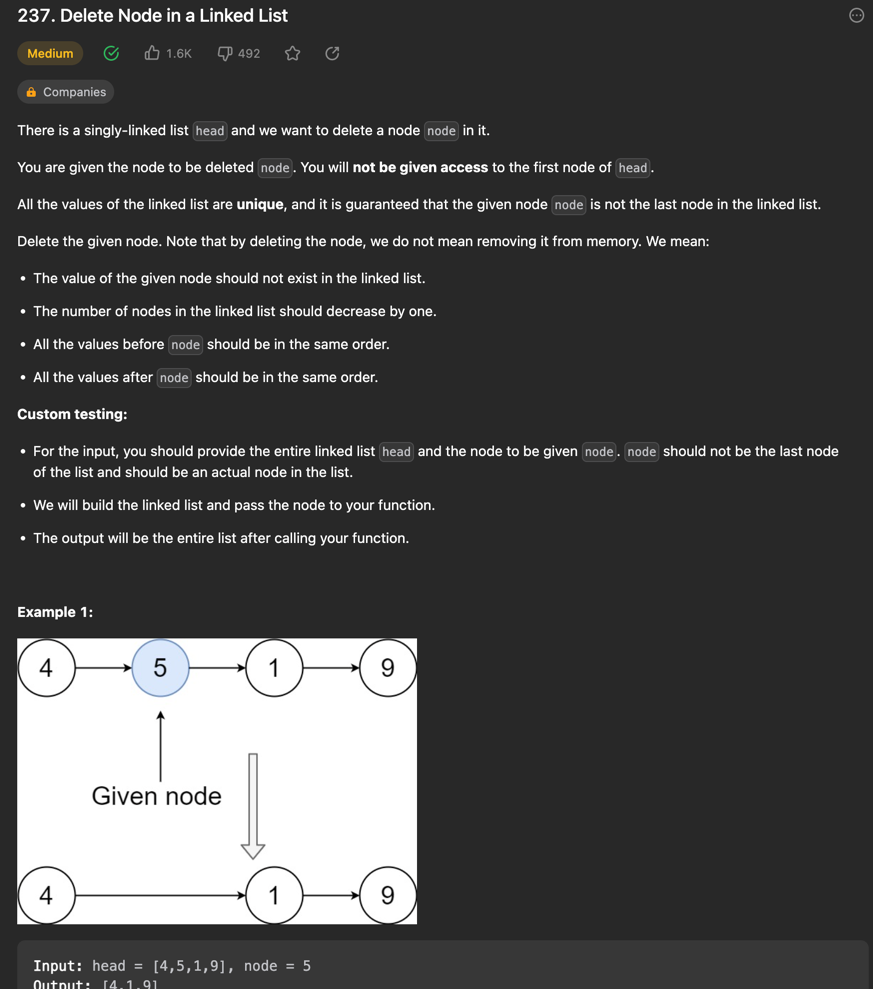 237. Delete Node in a Linked List
Medium 1.6K 492
Companies
There is a singly-linked list head and we want to delete a node node in it.
You are given the node to be deleted node. You will not be given access to the first node of head.
All the values of the linked list are unique, and it is guaranteed that the given node node is not the last node in the linked list.
Delete the given node. Note that by deleting the node, we do not mean removing it from memory. We mean:
• The value of the given node should not exist in the linked list.
• The number of nodes in the linked list should decrease by one.
• All the values before node should be in the same order.
• All the values after node should be in the same order.
Custom testing:
• For the input, you should provide the entire linked list head and the node to be given node. node should not be the last node
of the list and should be an actual node in the list.
• We will build the linked list and pass the node to your function.
• The output will be the entire list after calling your function.
Example 1:
4 5 1 9
Given node
4 1 9
Input: head = [4,5,1,9], node = 5
Output: [4,1,9]